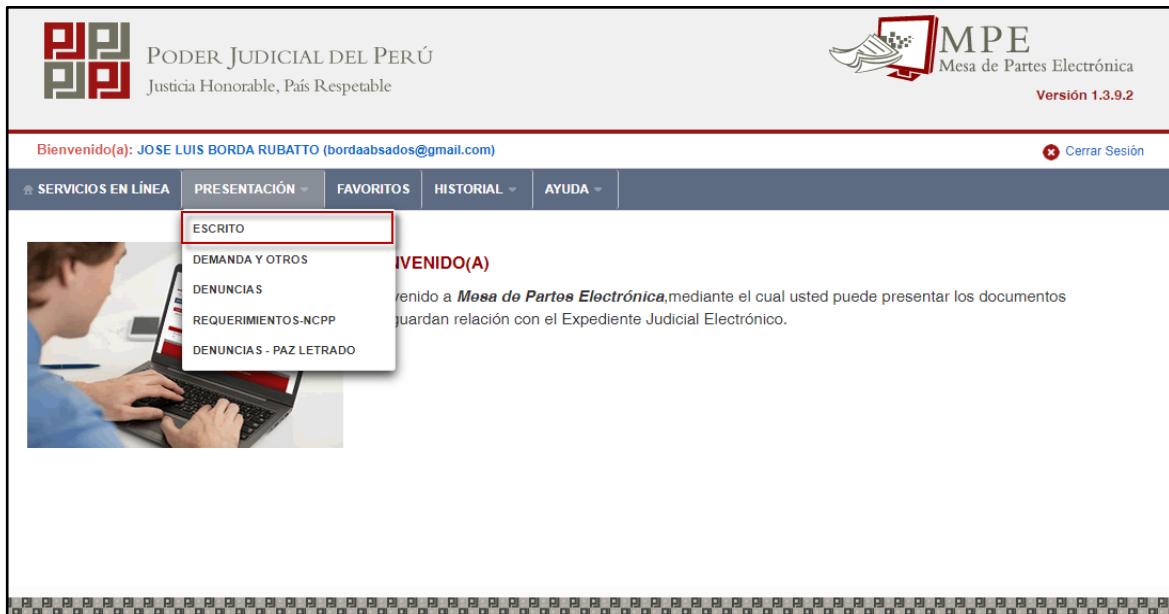 PODER JUDICIAL DEL PERÚ
Justicia Honorable, País Respetable
MPE
Mesa de Partes Electrónica
Versión 1.3.9.2
Bienvenido(a): JOSE LUIS BORDA RUBATTO (bordaabsados@gmail.com)
Cerrar Sesión
SERVICIOS EN LÍNEA PRESENTACIÓN FAVORITOS HISTORIAL AYUDA
ESCRITO
DEMANDA Y OTROS
DENUNCIAS
REQUERIMIENTOS-NCPP
DENUNCIAS - PAZ LETRADO
VENIDO(A)
venido a Mesa de Partes Electrónica,mediante el cual usted puede presentar los documentos
guardan relación con el Expediente Judicial Electrónico.